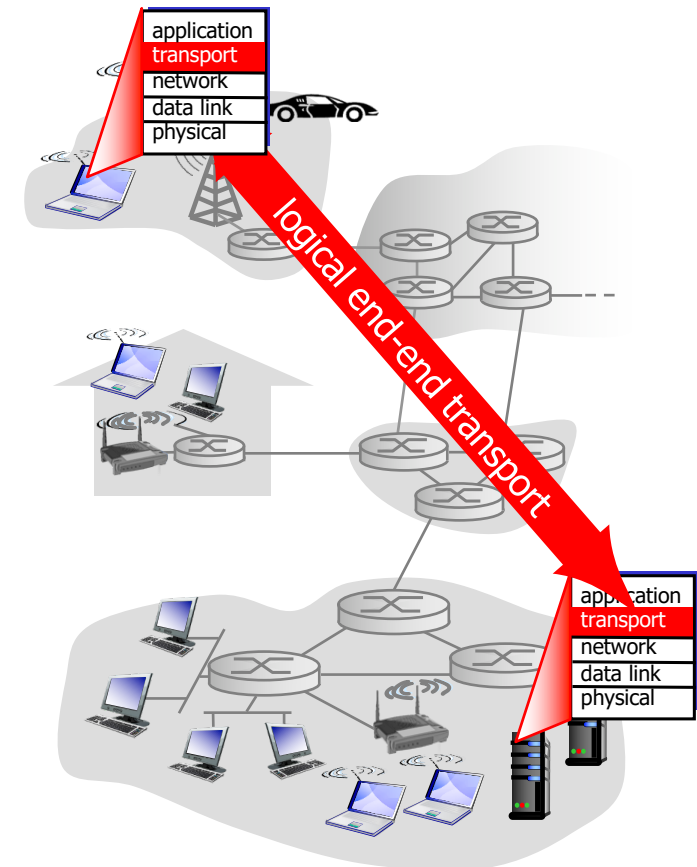 application
transport
network
data link
physical
logical end-end transport
application
transport
network
data link
physical